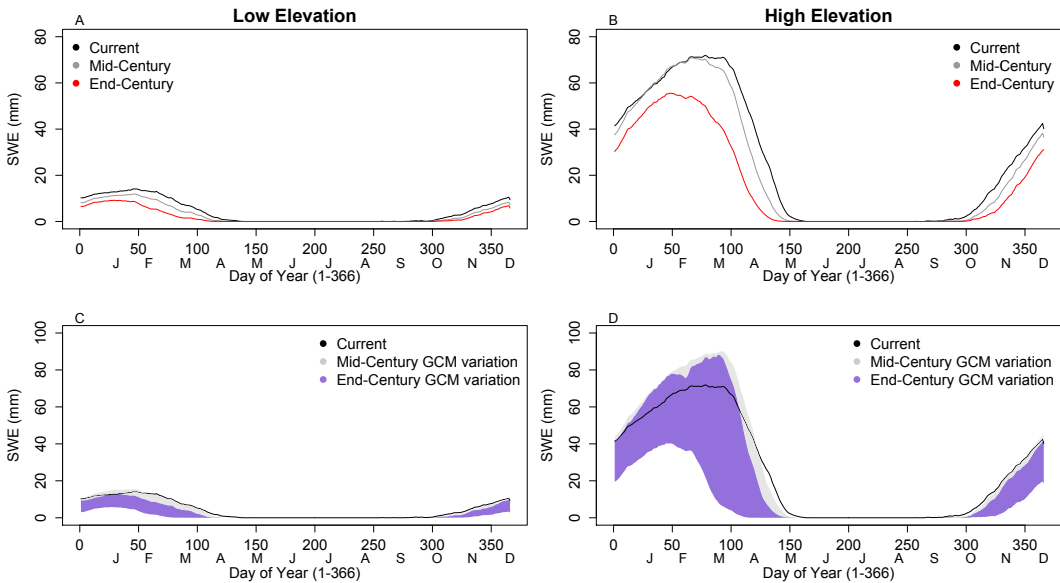 Low Elevation
A
Current
Mid-Century
End-Century
SWE (mm)
80
60
40
20
0
0 50 100 150 200 250 300 350
J F M A M J J A S O N D
Day of Year (1-366)
High Elevation
B
Current
Mid-Century
End-Century
SWE (mm)
80
60
40
20
0
0 50 100 150 200 250 300 350
J F M A M J J A S O N D
Day of Year (1-366)
C
Current
Mid-Century GCM variation
End-Century GCM variation
SWE (mm)
100
80
60
40
20
0
0 50 100 150 200 250 300 350
J F M A M J J A S O N D
Day of Year (1-366)
D
Current
Mid-Century GCM variation
End-Century GCM variation
SWE (mm)
100
80
60
40
20
0
0 50 100 150 200 250 300 350
J F M A M J J A S O N D
Day of Year (1-366)